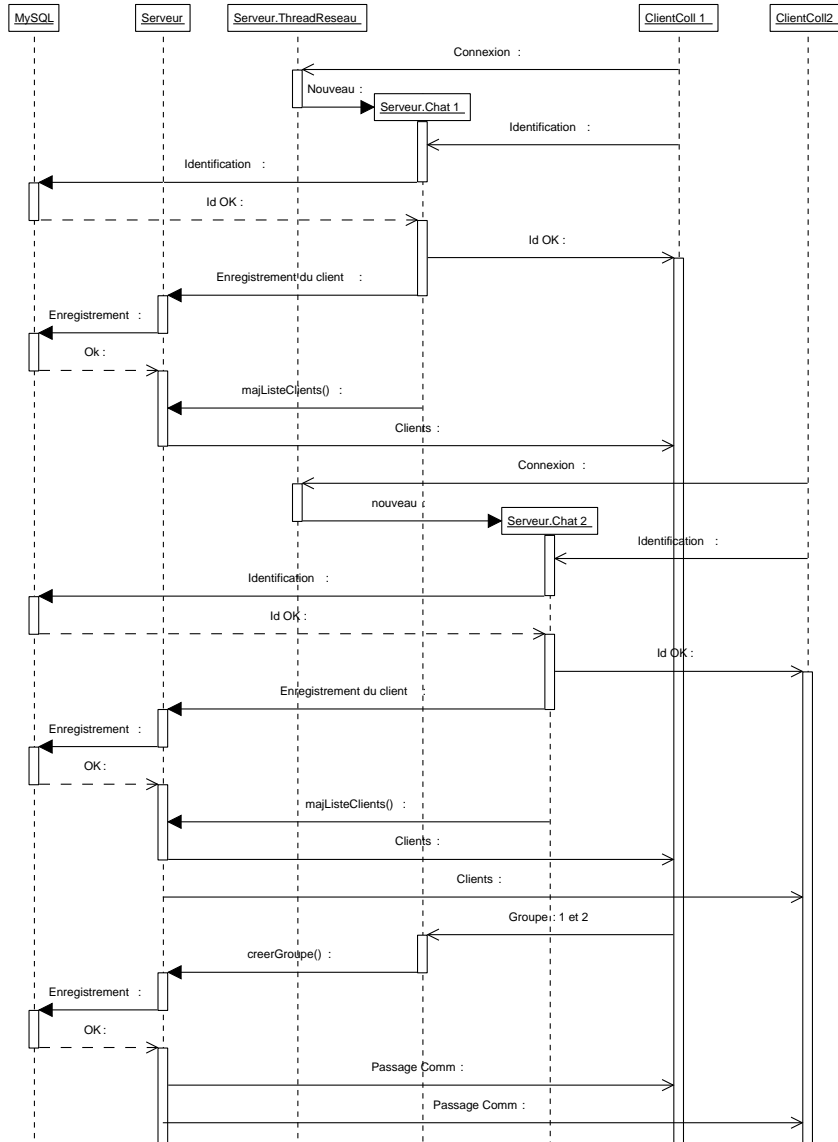 MySQL
Serveur
Serveur.ThreadReseau
ClientColl 1
ClientColl2
Connexion :
Nouveau :
Serveur.Chat 1
Identification :
Identification :
Id OK :
Id OK :
Enregistrement du client :
Enregistrement :
Ok :
majListeClients() :
Clients :
Connexion :
nouveau :
Serveur.Chat 2
Identification :
Identification :
Id OK :
Id OK :
Enregistrement du client :
Enregistrement :
OK :
majListeClients() :
Clients :
Clients :
Groupe : 1 et 2
creerGroupe() :
Enregistrement :
OK :
Passage Comm :
Passage Comm :